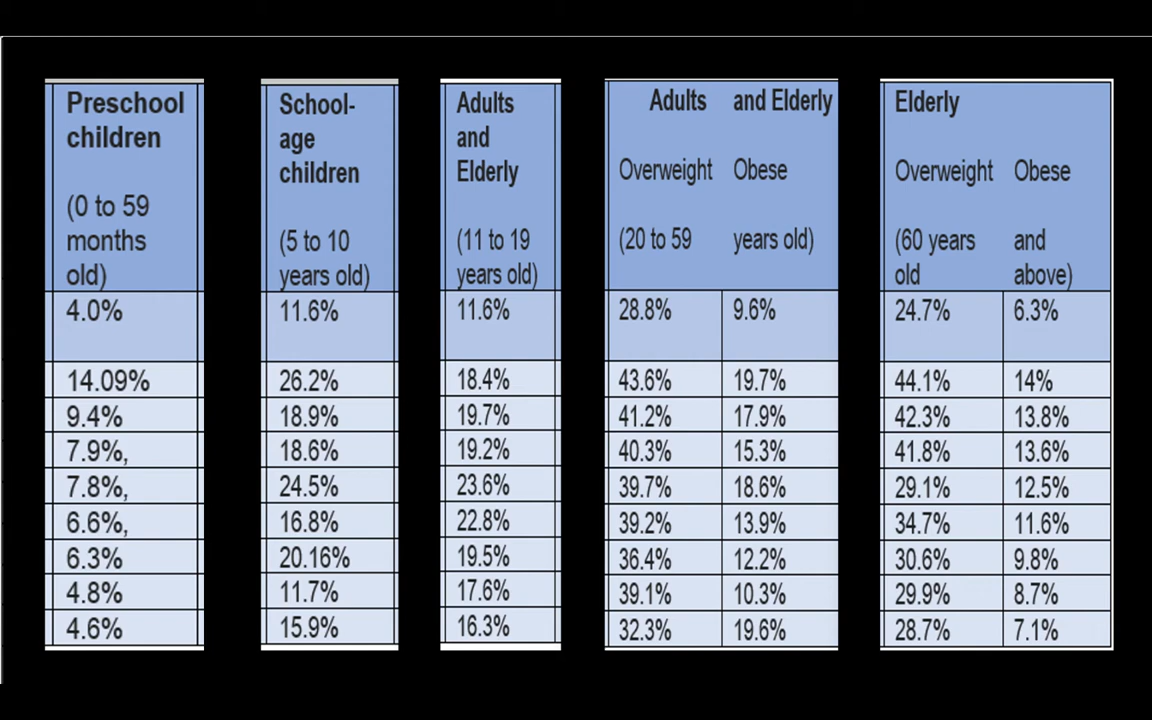 Preschool
children
(0 to 59
months
old)
4.0%
14.09%
9.4%
7.9%,
7.8%,
6.6%,
6.3%
4.8%
4.6%
School-
age
children
(5 to 10
years old)
11.6%
26.2%
18.9%
18.6%
24.5%
16.8%
20.16%
11.7%
15.9%
Adults
and
Elderly
(11 to 19
years old)
11.6%
18.4%
19.7%
19.2%
23.6%
22.8%
19.5%
17.6%
16.3%
Adults and Elderly
Overweight Obese
(20 to 59 years old)
28.8% 9.6%
43.6% 19.7%
41.2% 17.9%
40.3% 15.3%
39.7% 18.6%
39.2% 13.9%
36.4% 12.2%
39.1% 10.3%
32.3% 19.6%
Elderly
Overweight Obese
(60 years and
old above)
24.7% 6.3%
44.1% 14%
42.3% 13.8%
41.8% 13.6%
29.1% 12.5%
34.7% 11.6%
30.6% 9.8%
29.9% 8.7%
28.7% 7.1%